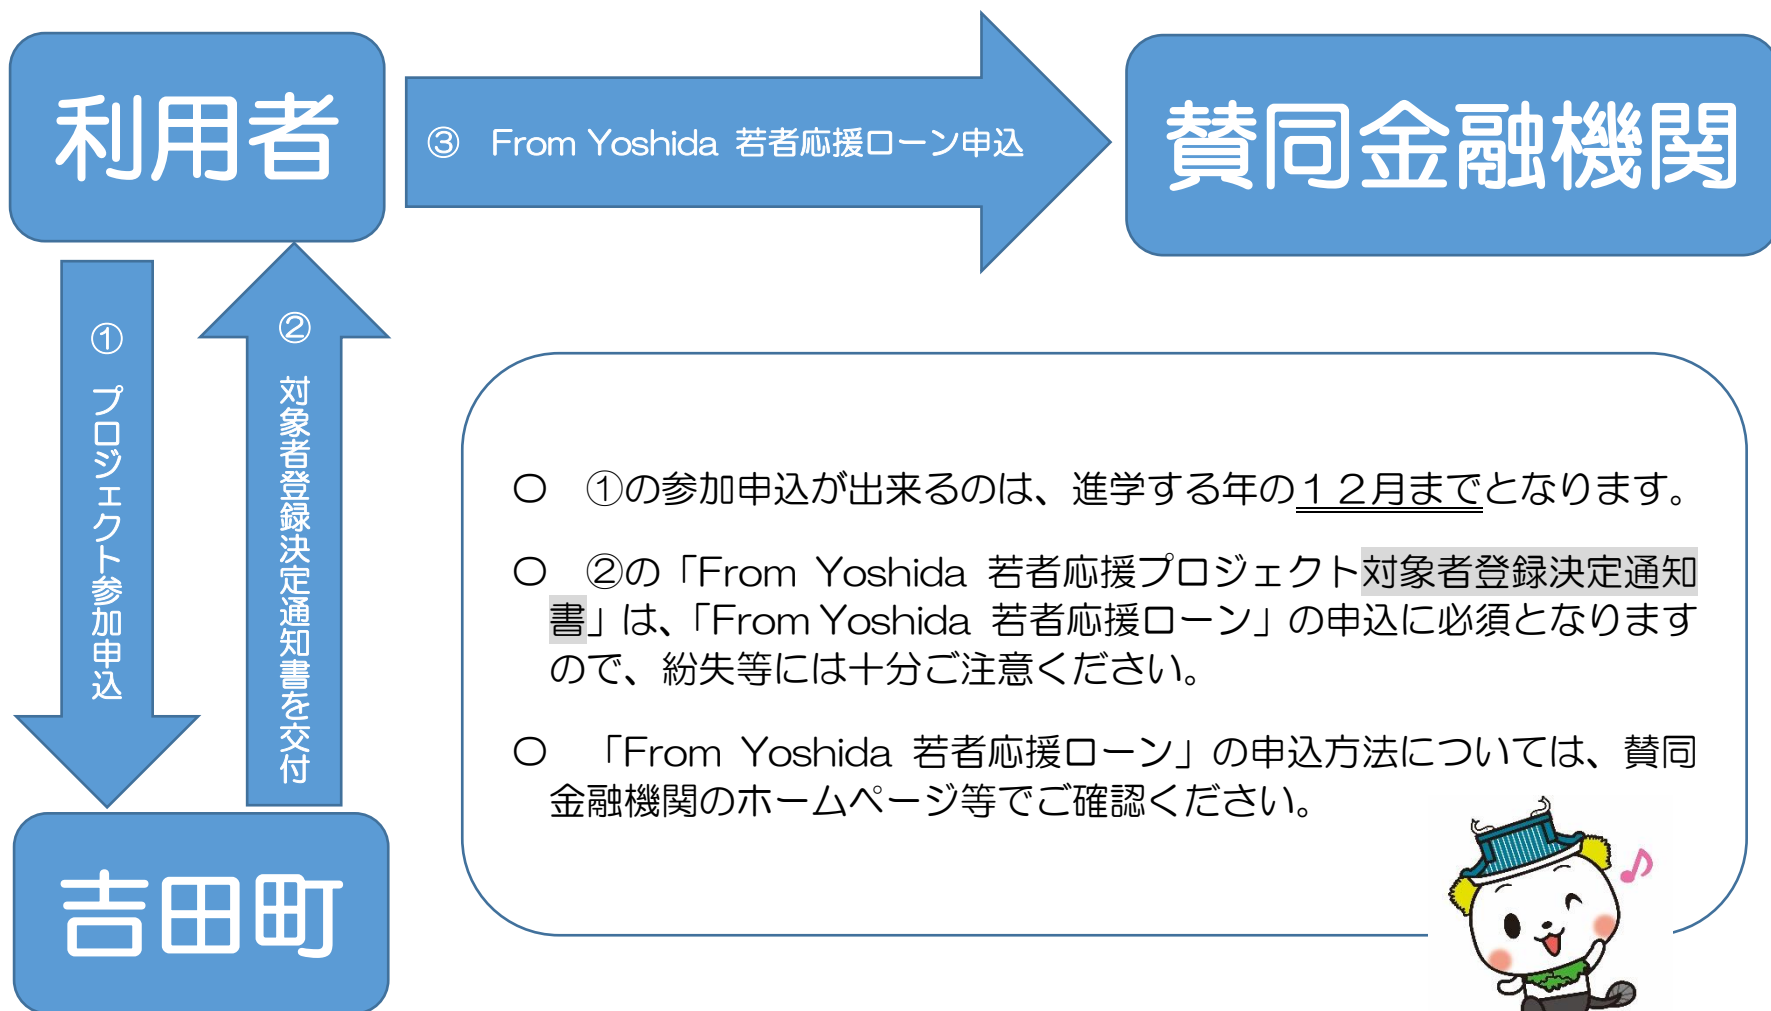 利用者
③ From Yoshida 若者応援ローン申込
賛同金融機関
① プロジェクト参加申込
② 対象者登録決定通知書を交付
吉田町
○ ①の参加申込が出来るのは、進学する年の１２月までとなります。
○ ②の「From Yoshida 若者応援プロジェクト対象者登録決定通知
書」は、「From Yoshida 若者応援ローン」の申込に必須となります
ので、紛失等には十分ご注意ください。
○ 「From Yoshida 若者応援ローン」の申込方法については、賛同
金融機関のホームページ等でご確認ください。